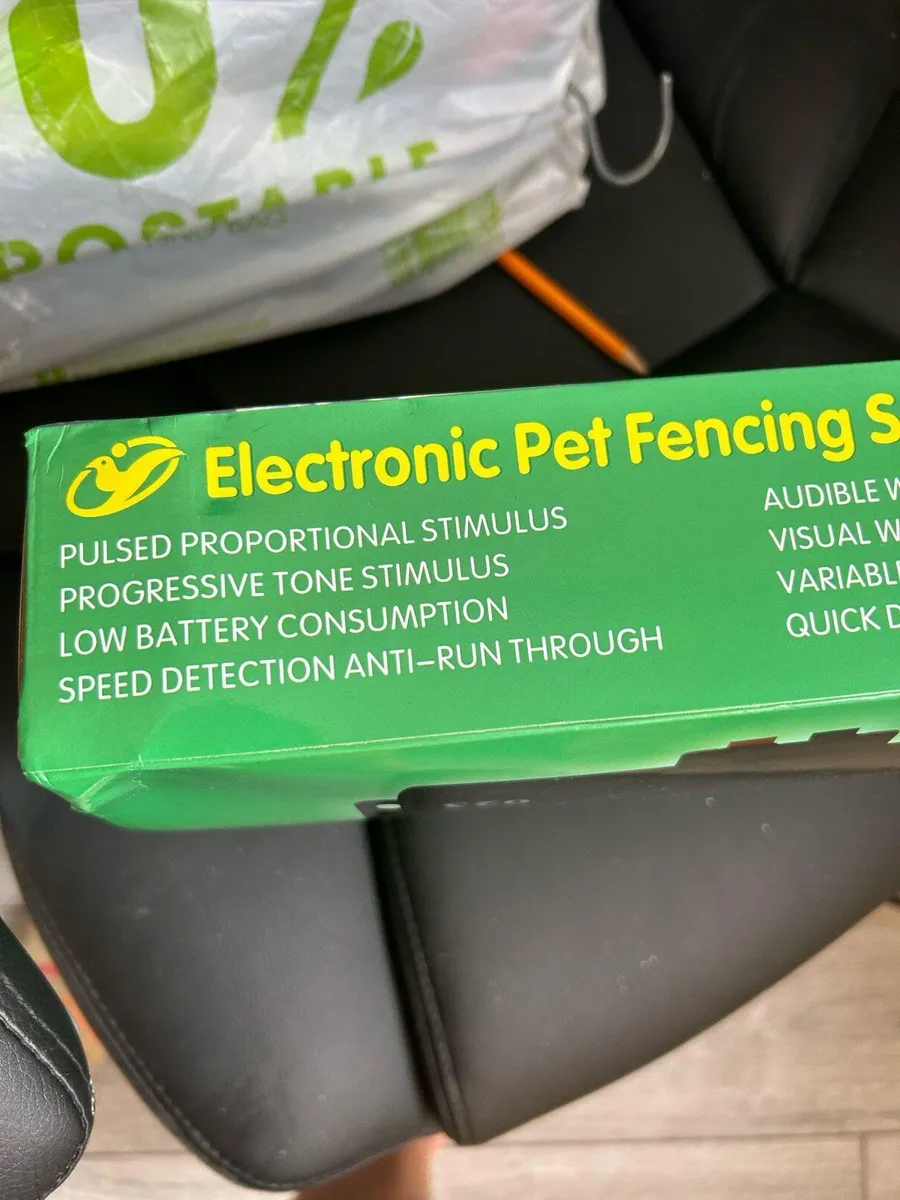 0%
Electronic Pet Fencing S
PULSED PROPORTIONAL STIMULUS
PROGRESSIVE TONE STIMULUS
LOW BATTERY CONSUMPTION
SPEED DETECTION ANTI-RUN THROUGH
AUDIBLE W
VISUAL W
VARIABLE
QUICK D